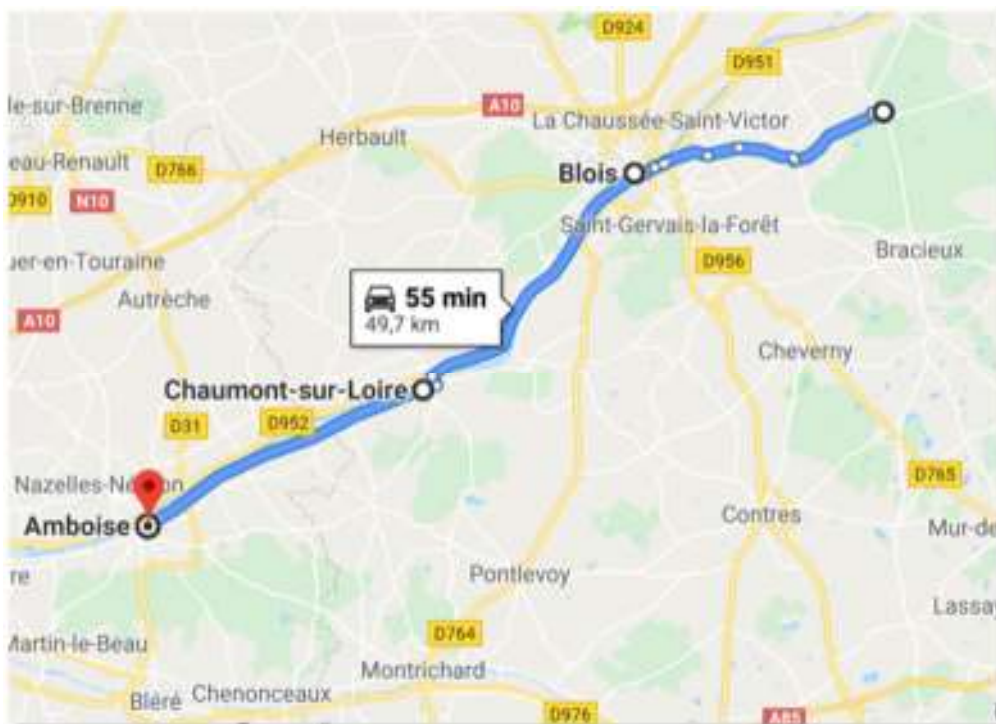 D924
D951
le-sur-Brenne
A10
La Chaussée-Saint-Victor
Herbault
eau-Renault
D766
Blois
D910
N10
Saint-Gervais-la-Forêt
Bracieux
uer-en-Touraine
D956
Autrèche
55 min
49,7 km
A10
Cheverny
Chaumont-sur-Loire
D31
D952
D765
Nazelles-Né on
Contres
Amboise
Mur-de
re
Pontlevoy
Lassay
Martin-le-Beau
D764
Montrichard
Bléré
Chenonceaux
D976
A85